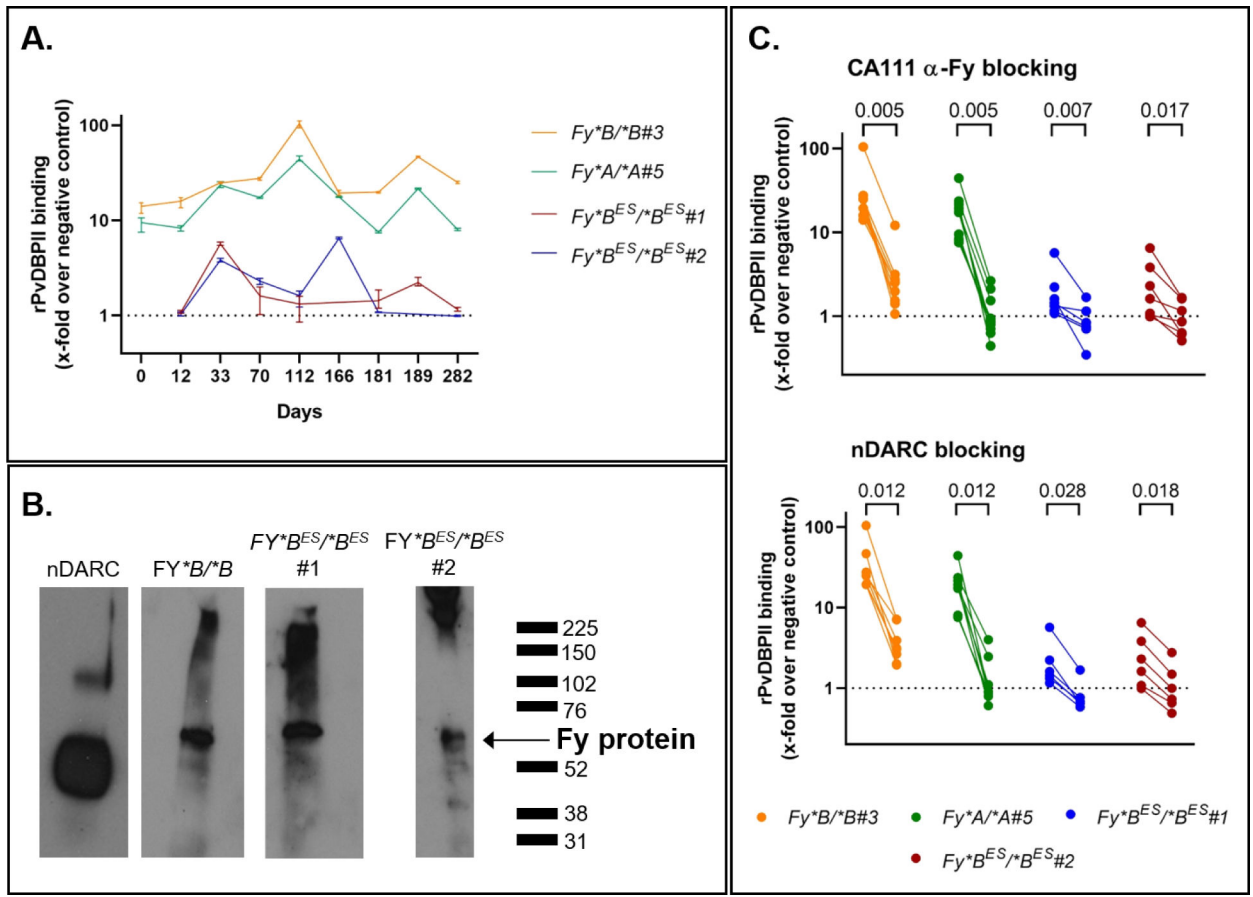 A.
rPvDBPII binding
(x-fold over negative control)
100
10
1
0 12 33 70 112 166 181 189 282
Days
Fy*B/*B#3
Fy*A/*A#5
Fy*B^ES/*B^ES#1
Fy*B^ES/*B^ES#2
B.
nDARC
FY*B/*B
FY*B^ES/*B^ES
#1
FY*B^ES/*B^ES
#2
225
150
102
76
Fy protein
52
38
31
C.
CA111 α-Fy blocking
0.005 0.005 0.007 0.017
rPvDBPII binding
(x-fold over negative control)
100
10
1
nDARC blocking
0.012 0.012 0.028 0.018
rPvDBPII binding
(x-fold over negative control)
100
10
1
Fy*B/*B#3 Fy*A/*A#5 Fy*B^ES/*B^ES#1
Fy*B^ES/*B^ES#2